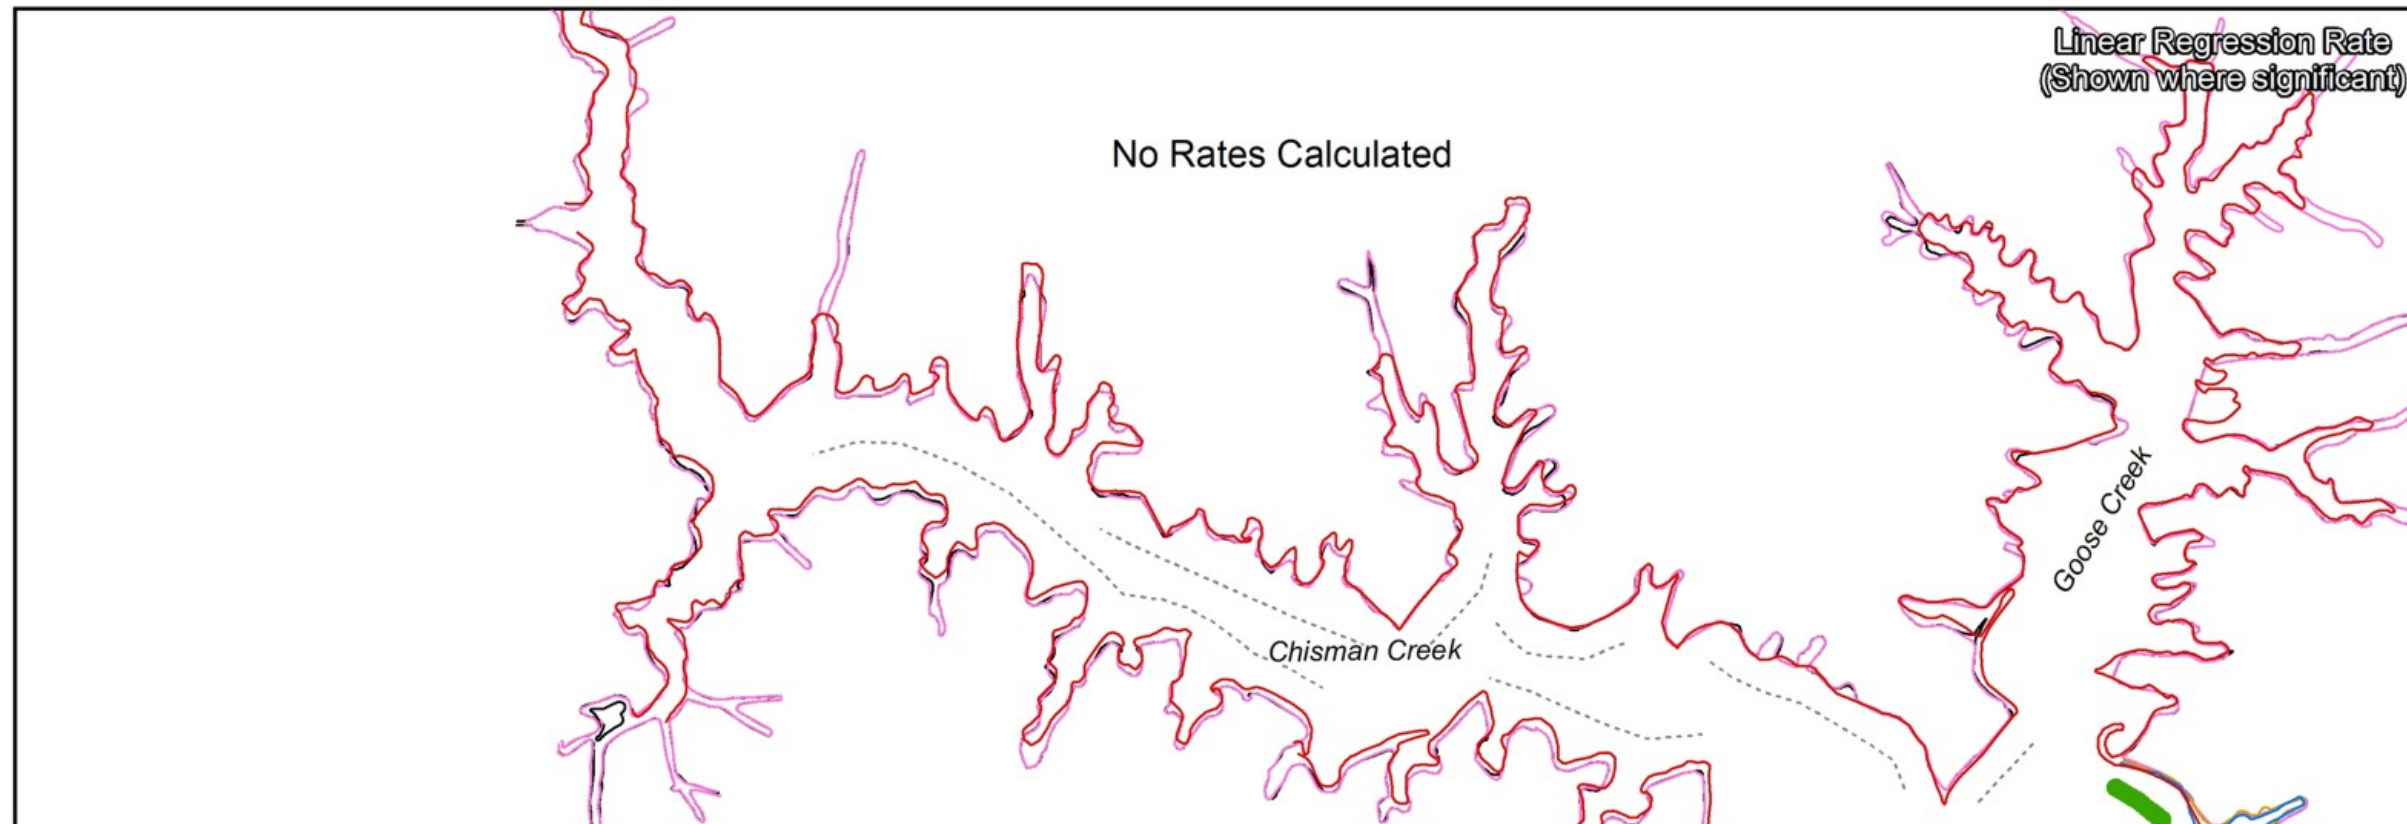 Linear Regression Rate
(Shown where significant)
No Rates Calculated
Goose Creek
Chisman Creek